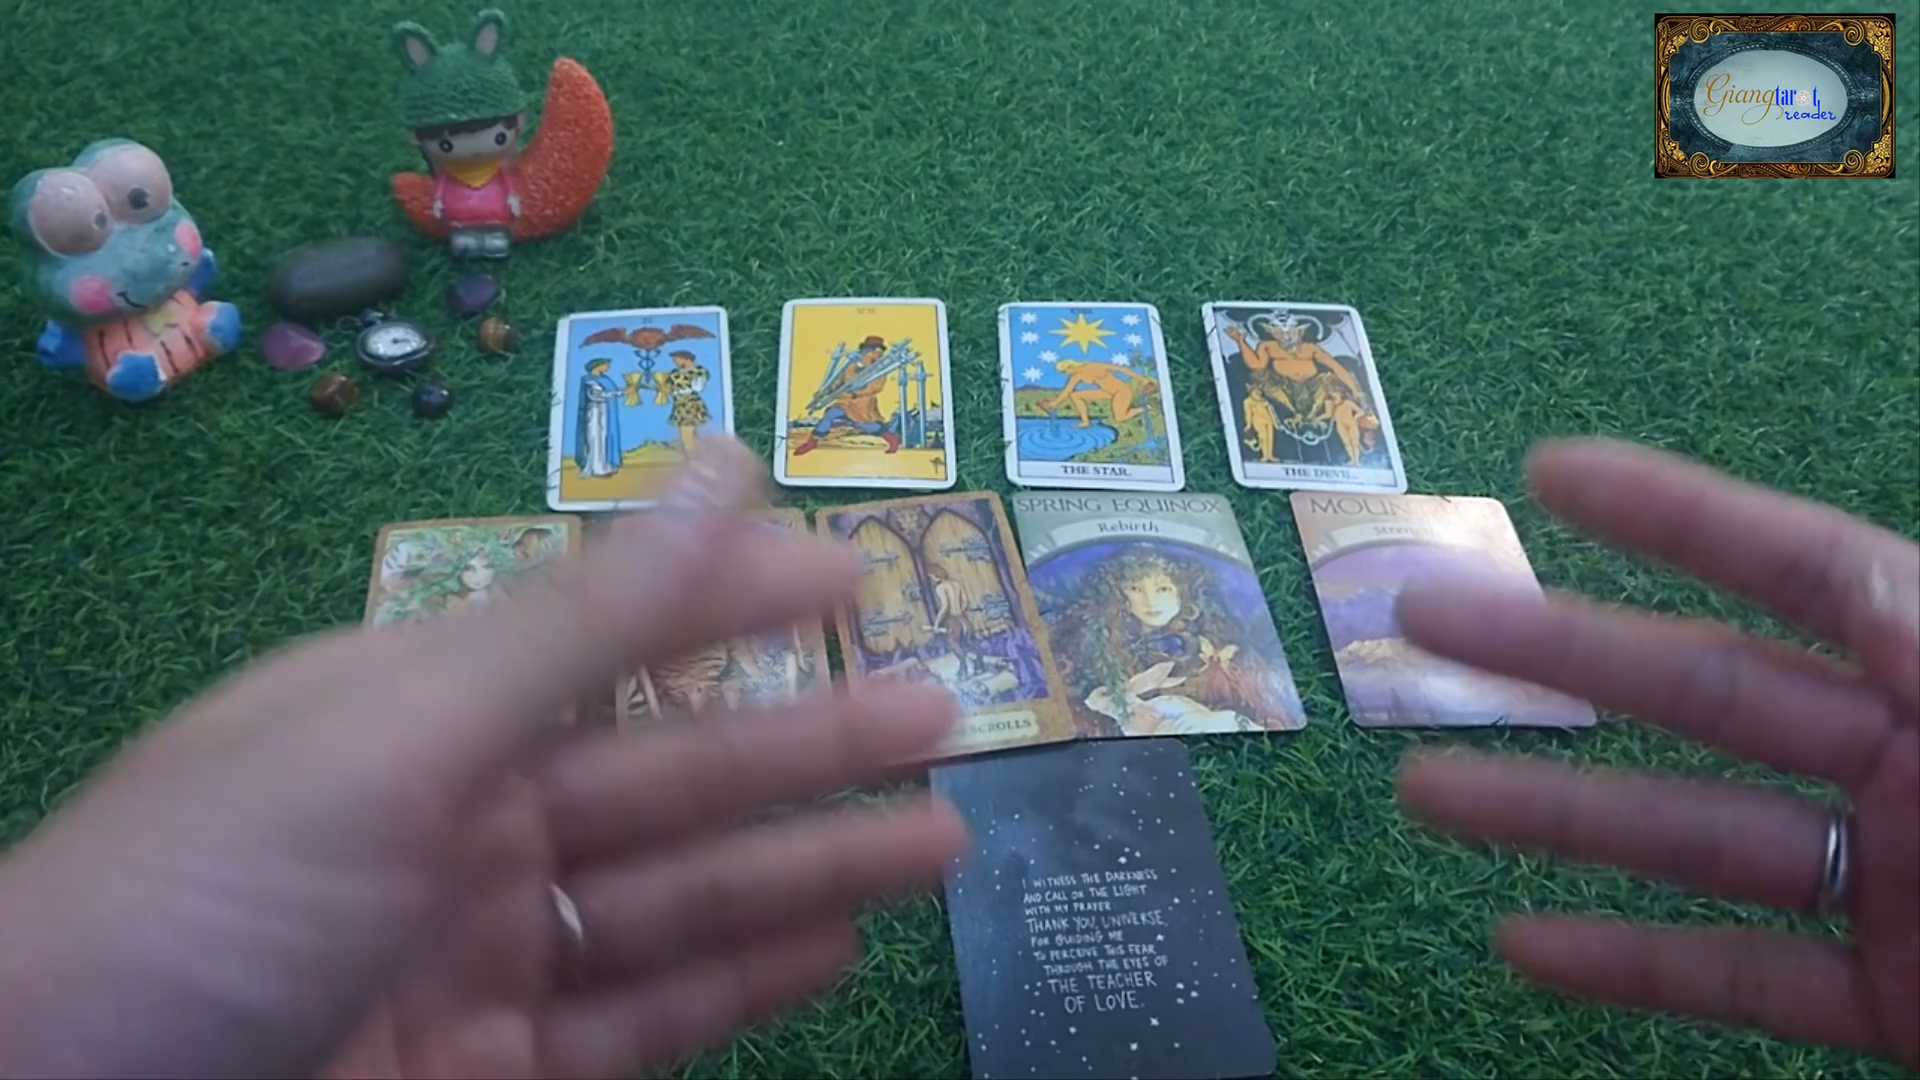 Giangtarot
reader
THE STAR.
THE DEVIL.
SPRING EQUINOX
Rebirth
SCROLLS
I WITNESS THE DARKNESS
AND CALL ON THE LIGHT
WITH MY PRAYER.
THANK YOU, UNIVERSE,
FOR GUIDING ME
TO PERCEIVE THIS FEAR
THROUGH THE EYES OF
THE TEACHER
OF LOVE.